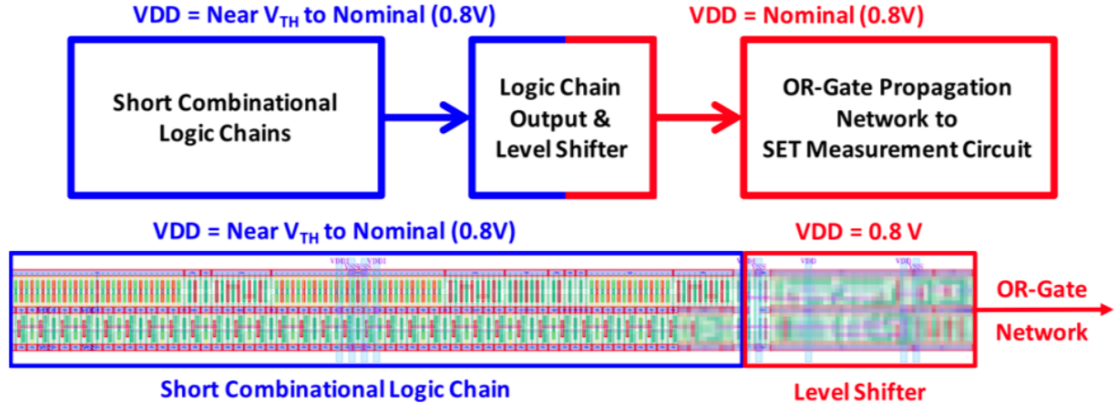 VDD = Near VTH to Nominal (0.8V)
VDD = Nominal (0.8V)
Short Combinational
Logic Chains
Logic Chain
Output &
Level Shifter
OR-Gate Propagation
Network to
SET Measurement Circuit
VDD = Near VTH to Nominal (0.8V)
VDD = 0.8 V
OR-Gate
Network
Short Combinational Logic Chain
Level Shifter